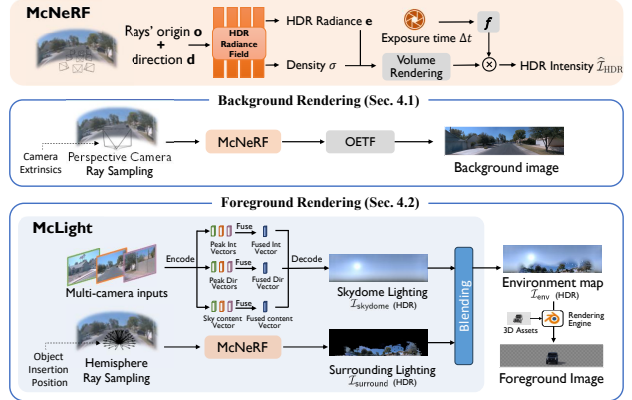 McNeRF
Rays' origin o
+
direction d
HDR
Radiance
Field
HDR Radiance e
Density σ
Exposure time Δt
f
Volume
Rendering
HDR Intensity Î_HDR
Background Rendering (Sec. 4.1)
Camera
Extrinsics
Perspective Camera
Ray Sampling
McNeRF
OETF
Background image
Foreground Rendering (Sec. 4.2)
McLight
Multi-camera inputs
Encode
Peak Int
Vectors
Fuse
Fused Int
Vector
Peak Dir
Vectors
Fuse
Fused Dir
Vector
Sky content
Vector
Fuse
Fused content
Vector
Decode
Skydome Lighting
I_skydome (HDR)
Blending
Environment map
I_env (HDR)
3D Assets
Rendering
Engine
Foreground Image
Object
Insertion
Position
Hemisphere
Ray Sampling
McNeRF
Surrounding Lighting
I_surround (HDR)